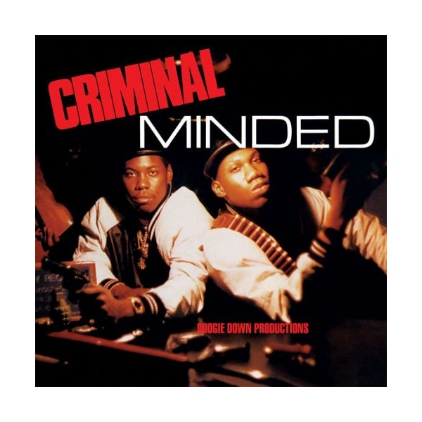 CRIMINAL
MINDED
BOOGIE DOWN PRODUCTIONS